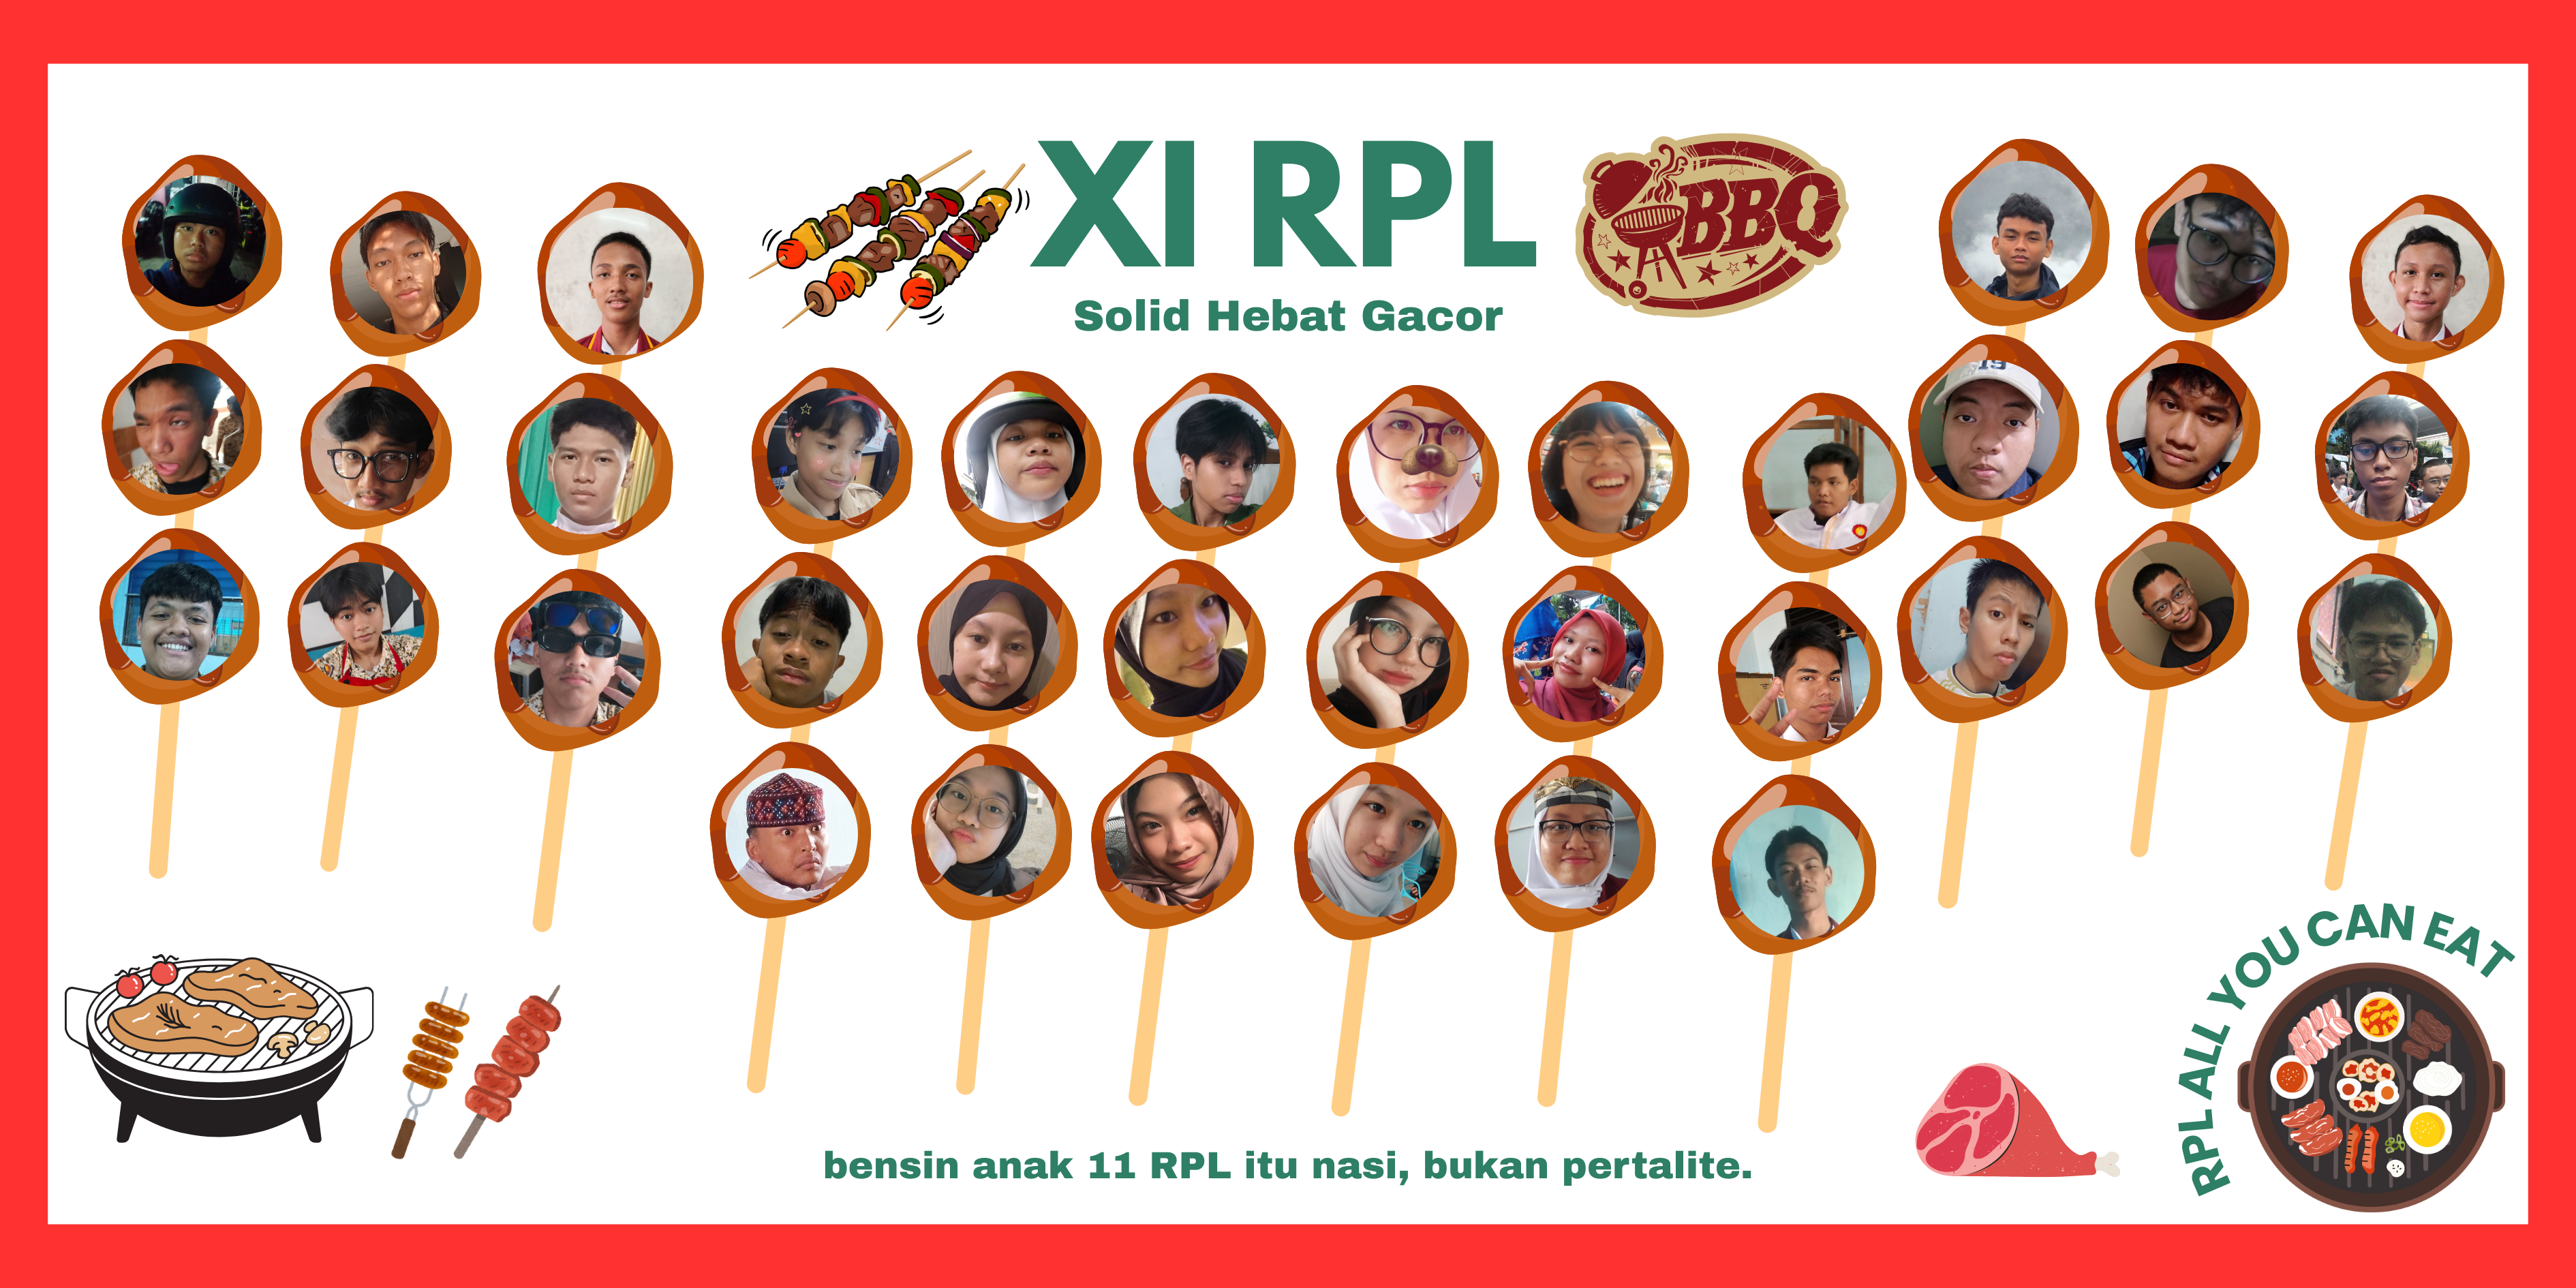 XI RPL
BBQ
Solid Hebat Gacor
19
RPL ALL YOU CAN EAT
bensin anak 11 RPL itu nasi, bukan pertalite.